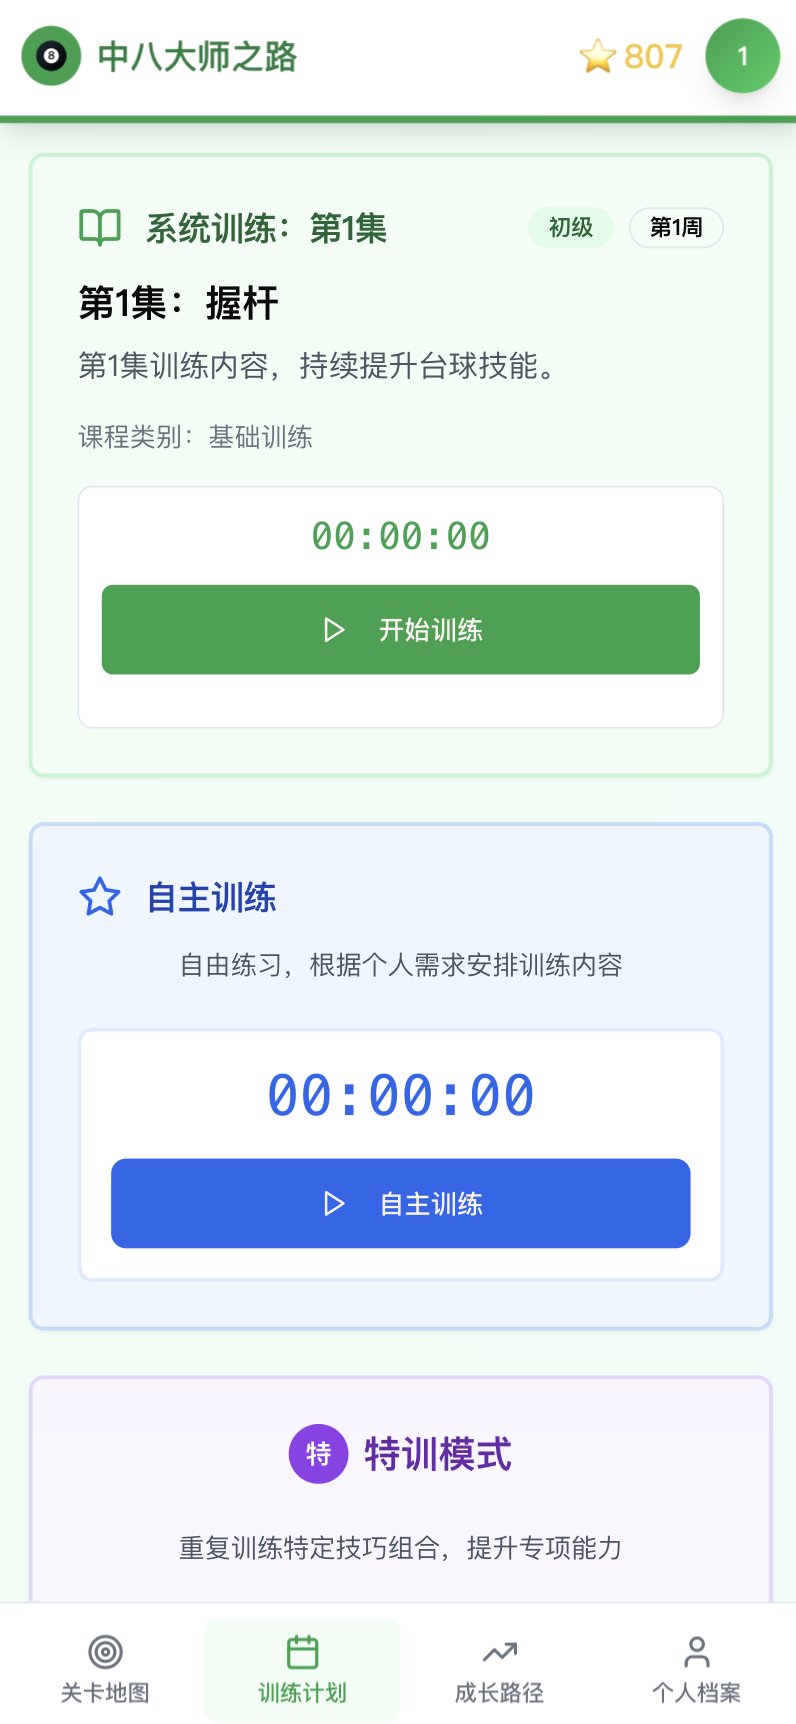 8 中八大师之路 807 1
系统训练：第1集 初级 第1周
第1集：握杆
第1集训练内容，持续提升台球技能。
课程类别：基础训练
00:00:00
开始训练
自主训练
自由练习，根据个人需求安排训练内容
00:00:00
自主训练
特 特训模式
重复训练特定技巧组合，提升专项能力
关卡地图 训练计划 成长路径 个人档案